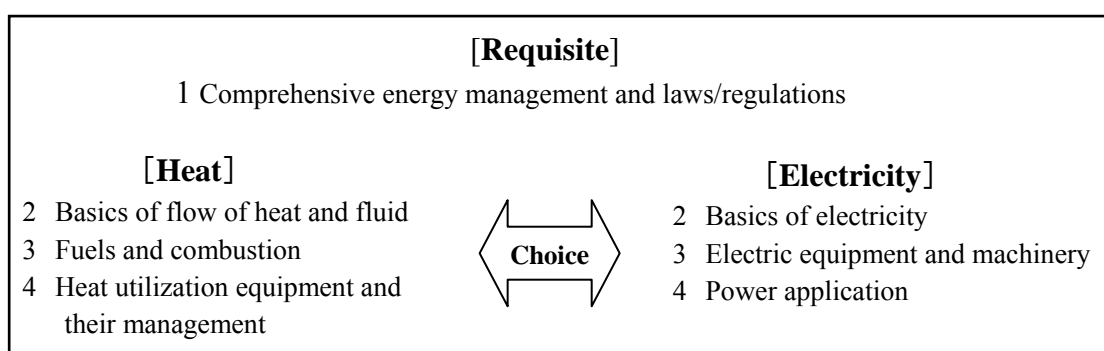 [Requisite]
1 Comprehensive energy management and laws/regulations
[Heat]
2 Basics of flow of heat and fluid
3 Fuels and combustion
4 Heat utilization equipment and
their management
Choice
[Electricity]
2 Basics of electricity
3 Electric equipment and machinery
4 Power application